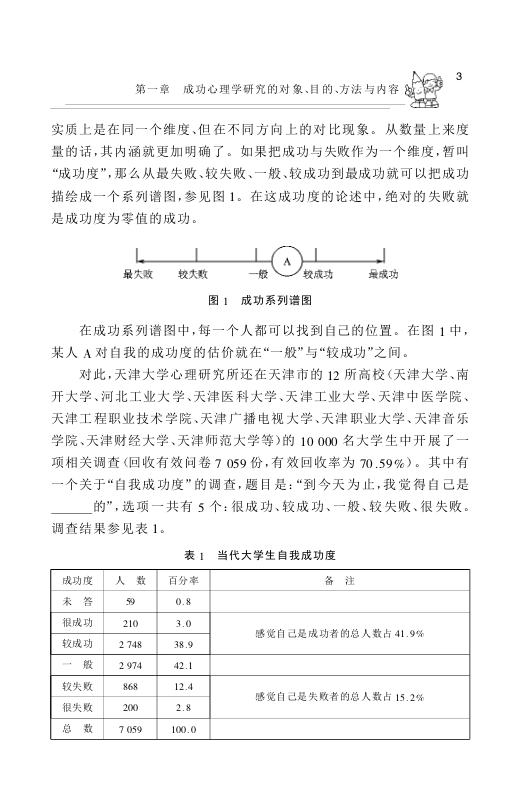 第一章 成功心理学研究的对象、目的、方法与内容 3
实质上是在同一个维度、但在不同方向上的对比现象。从数量上来度
量的话,其内涵就更加明确了。如果把成功与失败作为一个维度,暂叫
“成功度”,那么从最失败、较失败、一般、较成功到最成功就可以把成功
描绘成一个系列谱图,参见图 1。在这成功度的论述中,绝对的失败就
是成功度为零值的成功。
A
最失败 较失败 一般 较成功 最成功
图 1 成功系列谱图
在成功系列谱图中,每一个人都可以找到自己的位置。在图 1 中,
某人 A 对自我的成功度的估价就在“一般”与“较成功”之间。
对此,天津大学心理研究所还在天津市的 12 所高校(天津大学、南
开大学、河北工业大学、天津医科大学、天津工业大学、天津中医学院、
天津工程职业技术学院、天津广播电视大学、天津职业大学、天津音乐
学院、天津财经大学、天津师范大学等)的 10 000 名大学生中开展了一
项相关调查(回收有效问卷 7 059 份,有效回收率为 70.59%)。其中有
一个关于“自我成功度”的调查,题目是:“到今天为止,我觉得自己是
______的”,选项一共有 5 个:很成功、较成功、一般、较失败、很失败。
调查结果参见表 1。
表 1 当代大学生自我成功度
成功度 人 数 百分率 备 注
未 答 59 0.8
很成功 210 3.0
感觉自己是成功者的总人数占 41.9%
较成功 2 748 38.9
一 般 2 974 42.1
较失败 868 12.4
感觉自己是失败者的总人数占 15.2%
很失败 200 2.8
总 数 7 059 100.0